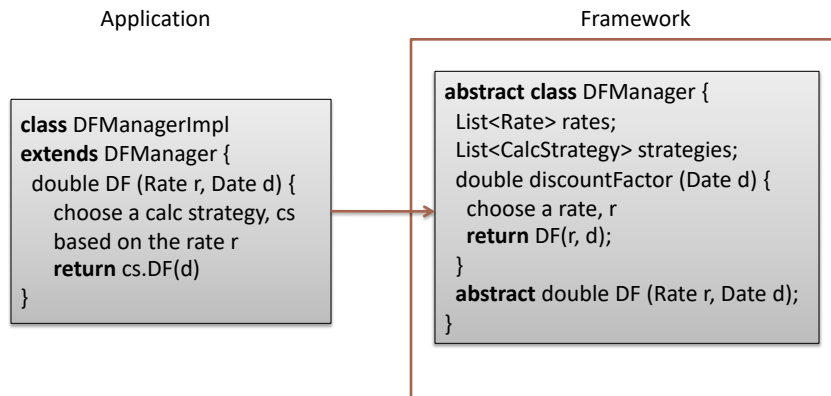 Application
Framework
class DFManagerImpl
extends DFManager {
double DF (Rate r, Date d) {
choose a calc strategy, cs
based on the rate r
return cs.DF(d)
}
abstract class DFManager {
List<Rate> rates;
List<CalcStrategy> strategies;
double discountFactor (Date d) {
choose a rate, r
return DF(r, d);
}
abstract double DF (Rate r, Date d);
}